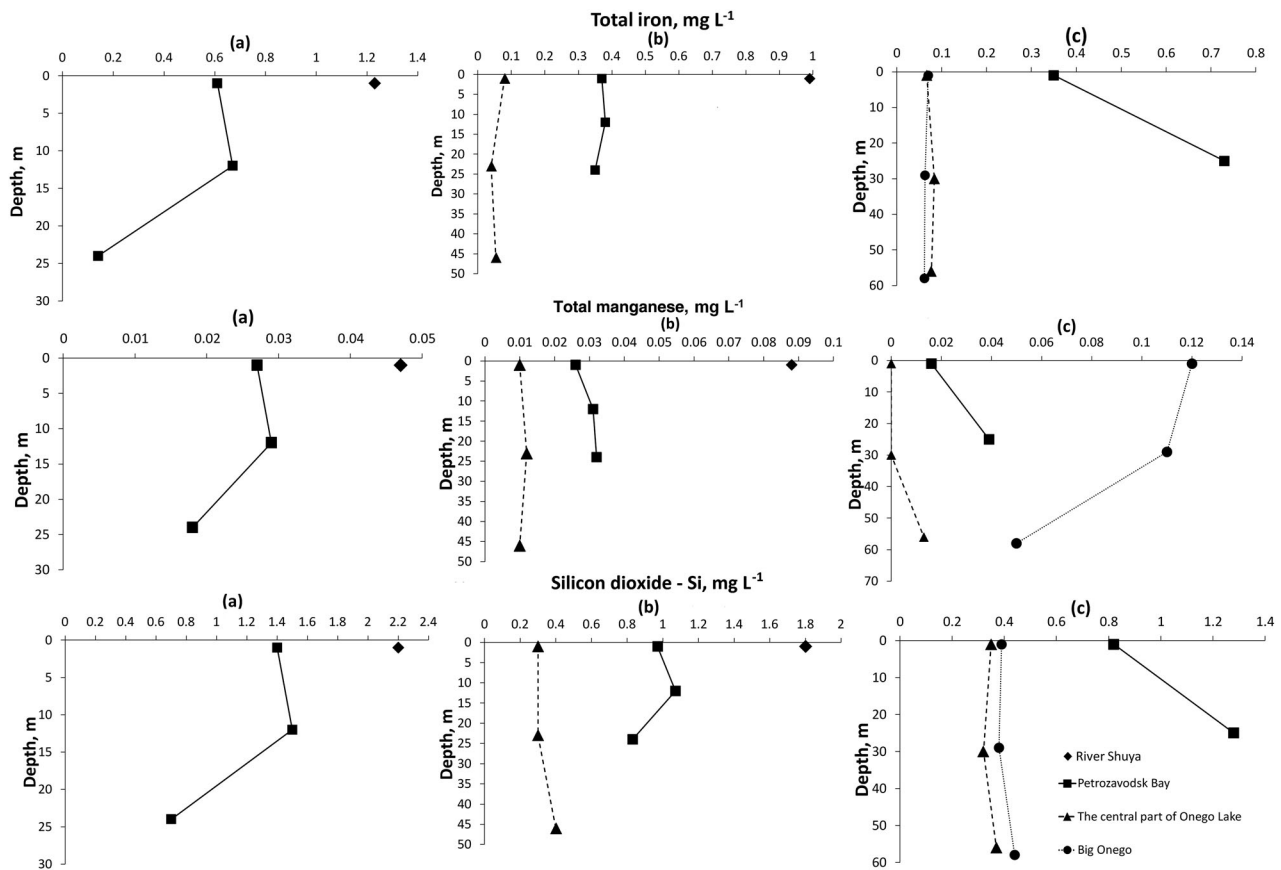 Total iron, mg L⁻¹
(a)
(b)
(c)
0 0.2 0.4 0.6 0.8 1 1.2 1.4
0 0.1 0.2 0.3 0.4 0.5 0.6 0.7 0.8 0.9 1
0 0.1 0.2 0.3 0.4 0.5 0.6 0.7 0.8
Depth, m
0
5
10
15
20
25
30
Depth, m
0
5
10
15
20
25
30
35
40
45
50
Depth, m
0
10
20
30
40
50
60
Total manganese, mg L⁻¹
(a)
(b)
(c)
0 0.01 0.02 0.03 0.04 0.05
0 0.01 0.02 0.03 0.04 0.05 0.06 0.07 0.08 0.09 0.1
0 0.02 0.04 0.06 0.08 0.1 0.12 0.14
Depth, m
0
5
10
15
20
25
30
Depth, m
0
5
10
15
20
25
30
35
40
45
50
Depth, m
0
10
20
30
40
50
60
70
Silicon dioxide - Si, mg L⁻¹
(a)
(b)
(c)
0 0.2 0.4 0.6 0.8 1 1.2 1.4 1.6 1.8 2 2.2 2.4
0 0.2 0.4 0.6 0.8 1 1.2 1.4 1.6 1.8 2
0 0.2 0.4 0.6 0.8 1 1.2 1.4
Depth, m
0
5
10
15
20
25
30
Depth, m
0
5
10
15
20
25
30
35
40
45
50
Depth, m
0
10
20
30
40
50
60
River Shuya
Petrozavodsk Bay
The central part of Onego Lake
Big Onego